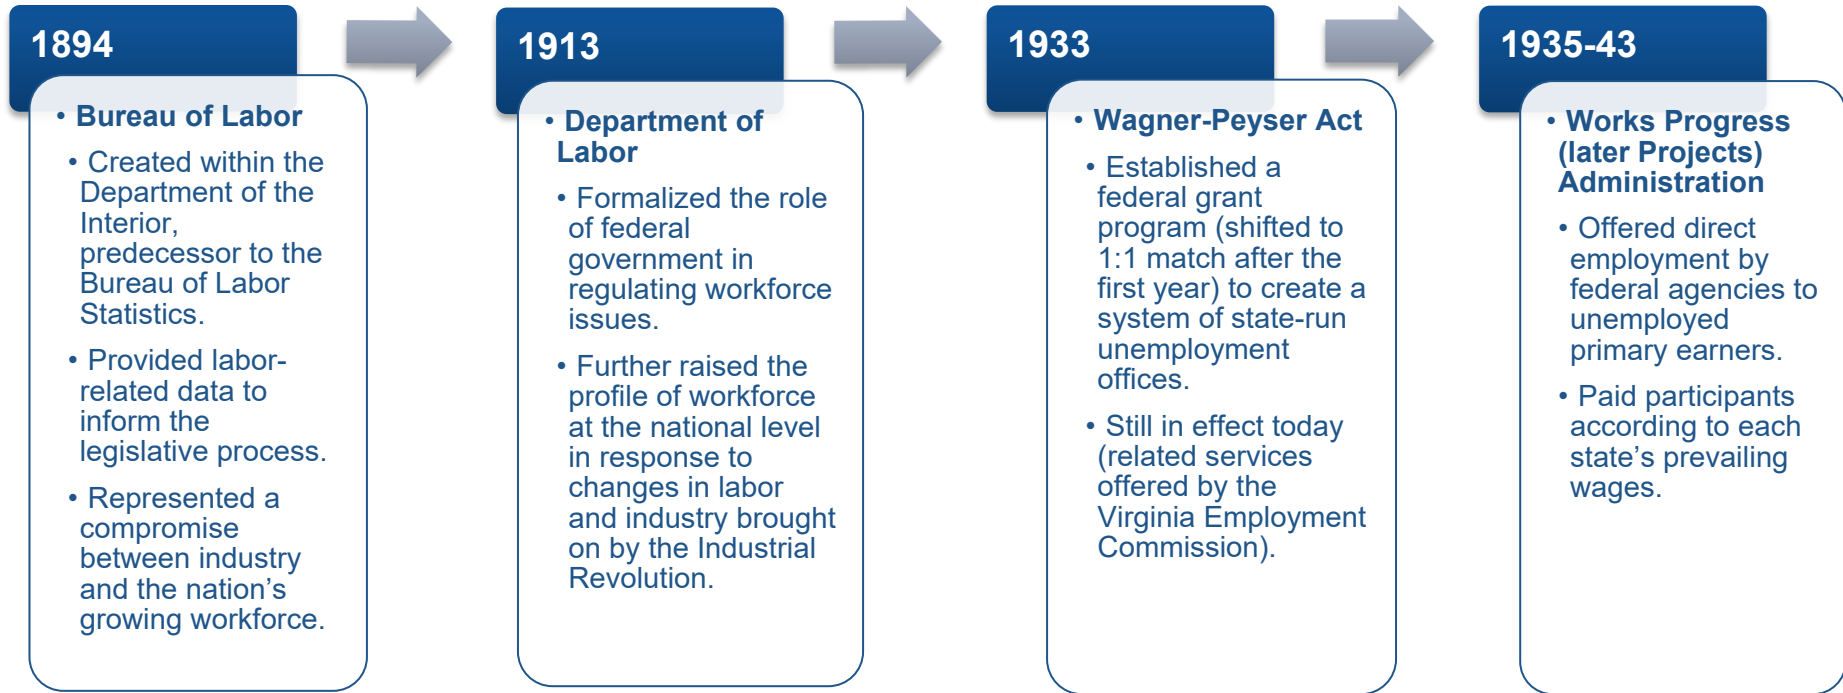 1894
• Bureau of Labor
• Created within the
Department of the
Interior,
predecessor to the
Bureau of Labor
Statistics.
• Provided labor-
related data to
inform the
legislative process.
• Represented a
compromise
between industry
and the nation’s
growing workforce.
1913
• Department of
Labor
• Formalized the role
of federal
government in
regulating workforce
issues.
• Further raised the
profile of workforce
at the national level
in response to
changes in labor
and industry brought
on by the Industrial
Revolution.
1933
• Wagner-Peyser Act
• Established a
federal grant
program (shifted to
1:1 match after the
first year) to create a
system of state-run
unemployment
offices.
• Still in effect today
(related services
offered by the
Virginia Employment
Commission).
1935-43
• Works Progress
(later Projects)
Administration
• Offered direct
employment by
federal agencies to
unemployed
primary earners.
• Paid participants
according to each
state’s prevailing
wages.